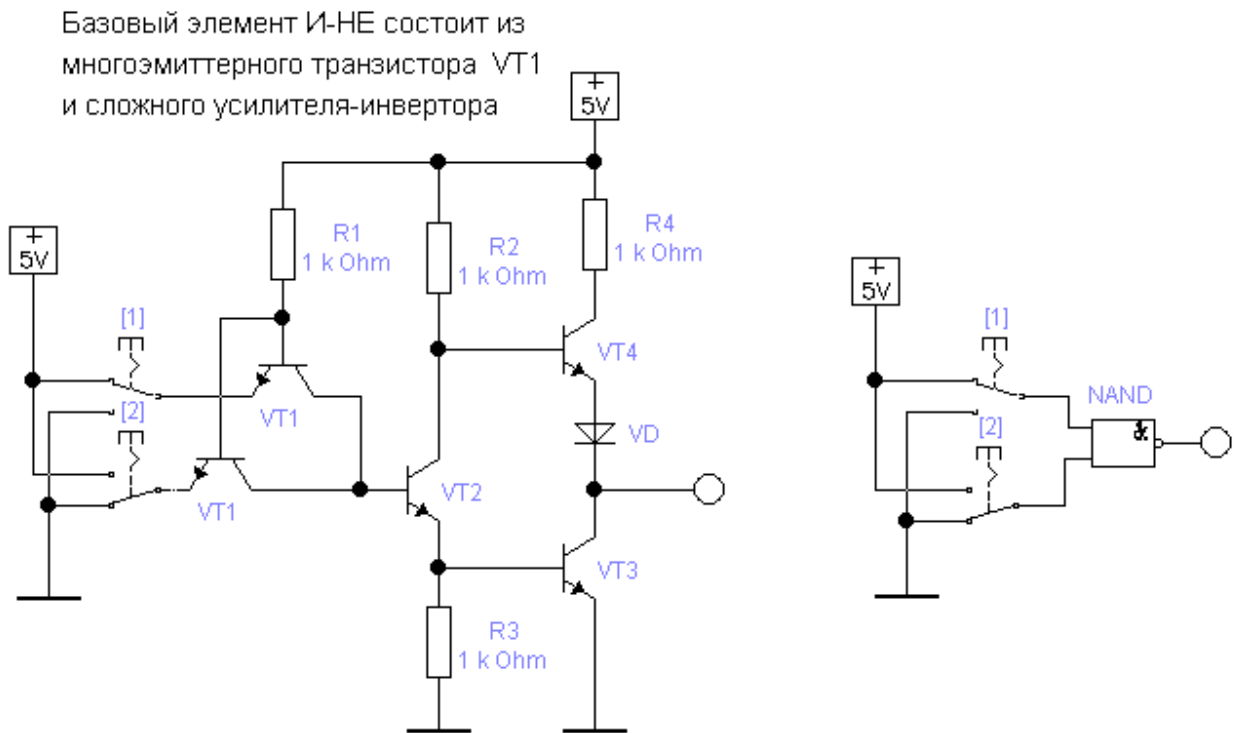 Базовый элемент И-НЕ состоит из
многоэмиттерного транзистора VT1
и сложного усилителя-инвертора
+
5V
R1
1 k Ohm
R2
1 k Ohm
R4
1 k Ohm
+
5V
[1]
VT1
[2]
VT1
VT4
VD
VT2
VT3
R3
1 k Ohm
+
5V
[1]
NAND
&
[2]